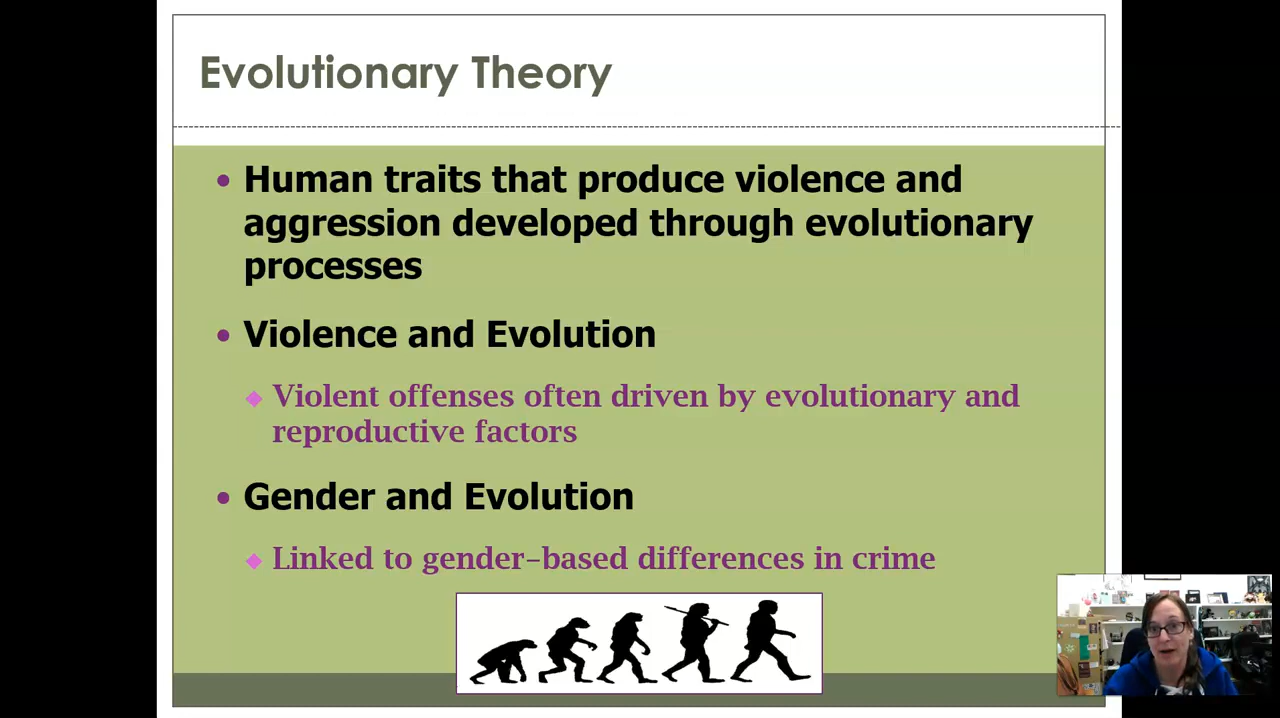 Evolutionary Theory
Human traits that produce violence and
aggression developed through evolutionary
processes
Violence and Evolution
Violent offenses often driven by evolutionary and
reproductive factors
Gender and Evolution
Linked to gender-based differences in crime